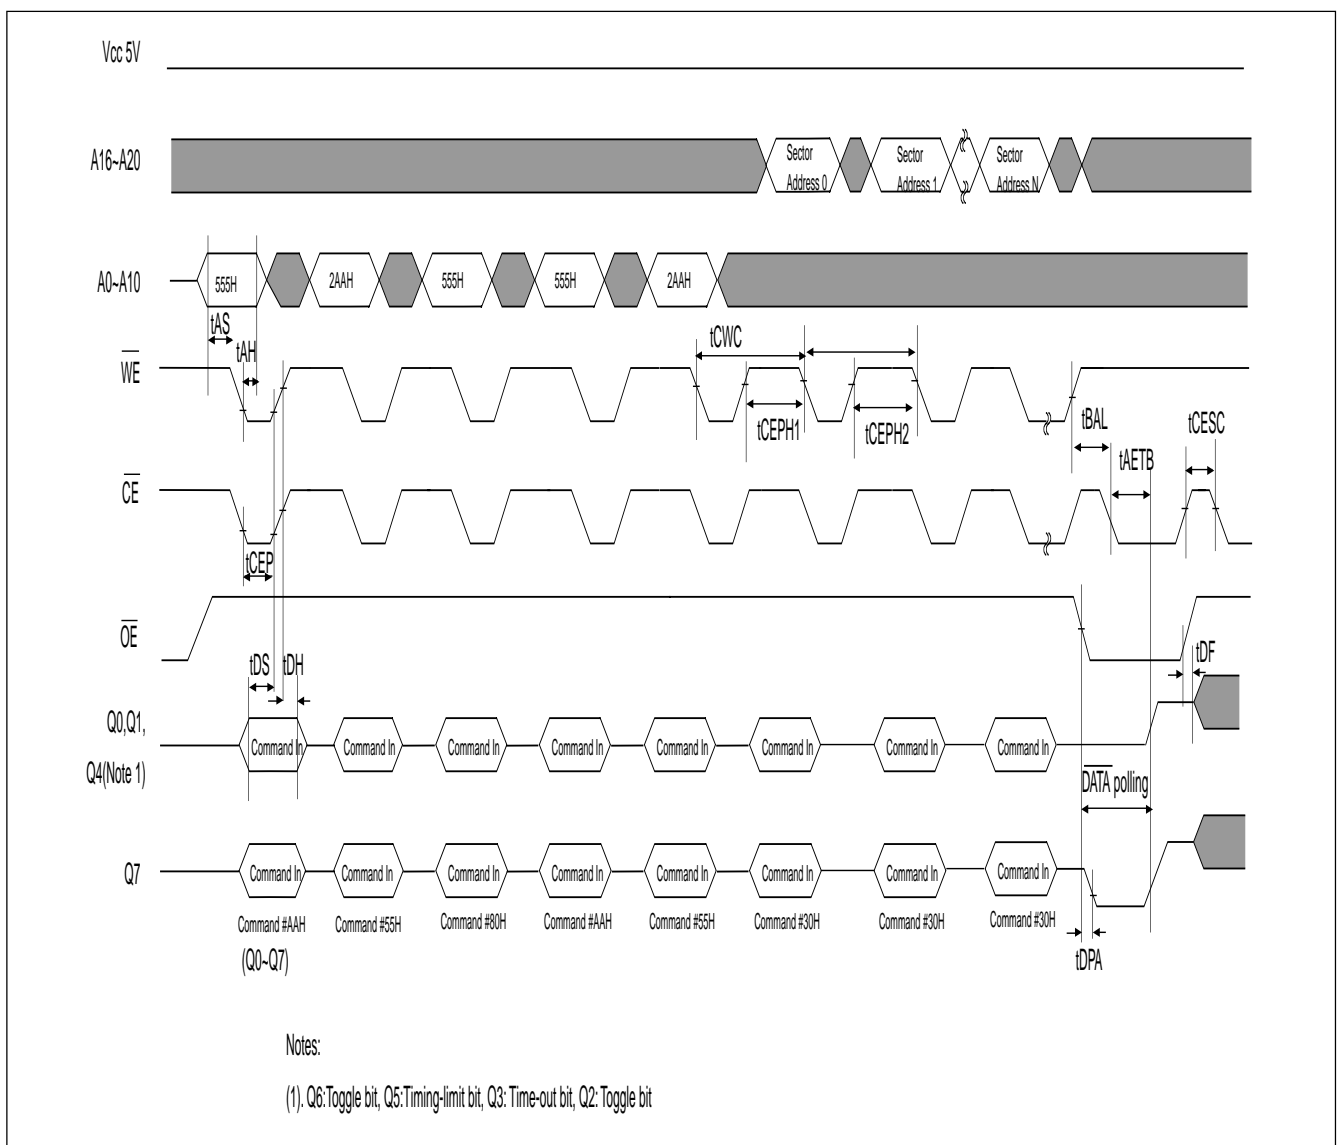 Vcc 5V
A16~A20
Sector
Address 0
Sector
Address 1
Sector
Address N
A0~A10
555H
2AAH
555H
555H
2AAH
tAS
tAH
tCWC
WE
tCEPH1
tCEPH2
tBAL
tCESC
tAETB
CE
tCEP
OE
tDS
tDH
tDF
Q0,Q1,
Q4(Note 1)
Command In
Command In
Command In
Command In
Command In
Command In
Command In
Command In
DATA polling
Q7
Command In
Command In
Command In
Command In
Command In
Command In
Command In
Command In
Command #AAH
Command #55H
Command #80H
Command #AAH
Command #55H
Command #30H
Command #30H
Command #30H
(Q0~Q7)
tDPA
Notes:
(1). Q6:Toggle bit, Q5:Timing-limit bit, Q3: Time-out bit, Q2: Toggle bit